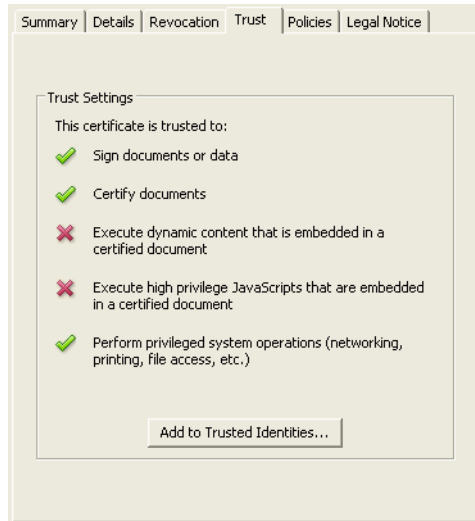 Summary Details Revocation Trust Policies Legal Notice
Trust Settings
This certificate is trusted to:
Sign documents or data
Certify documents
Execute dynamic content that is embedded in a
certified document
Execute high privilege JavaScripts that are embedded
in a certified document
Perform privileged system operations (networking,
printing, file access, etc.)
Add to Trusted Identities...